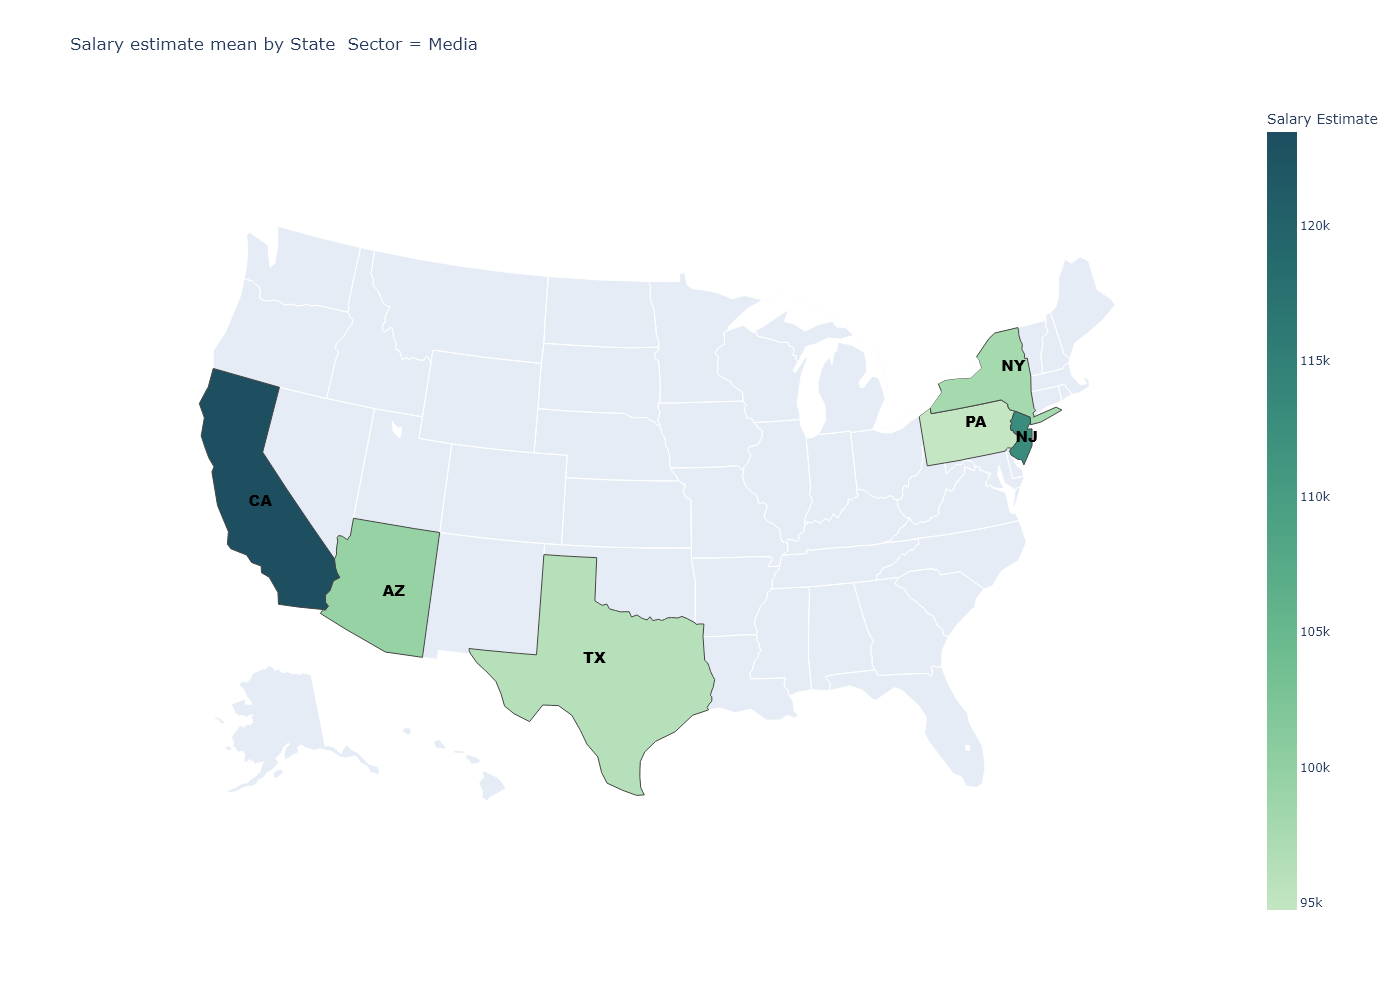 Salary estimate mean by State  Sector = Media
Salary Estimate
120k
115k
110k
105k
100k
95k
NY
PA
NJ
CA
AZ
TX